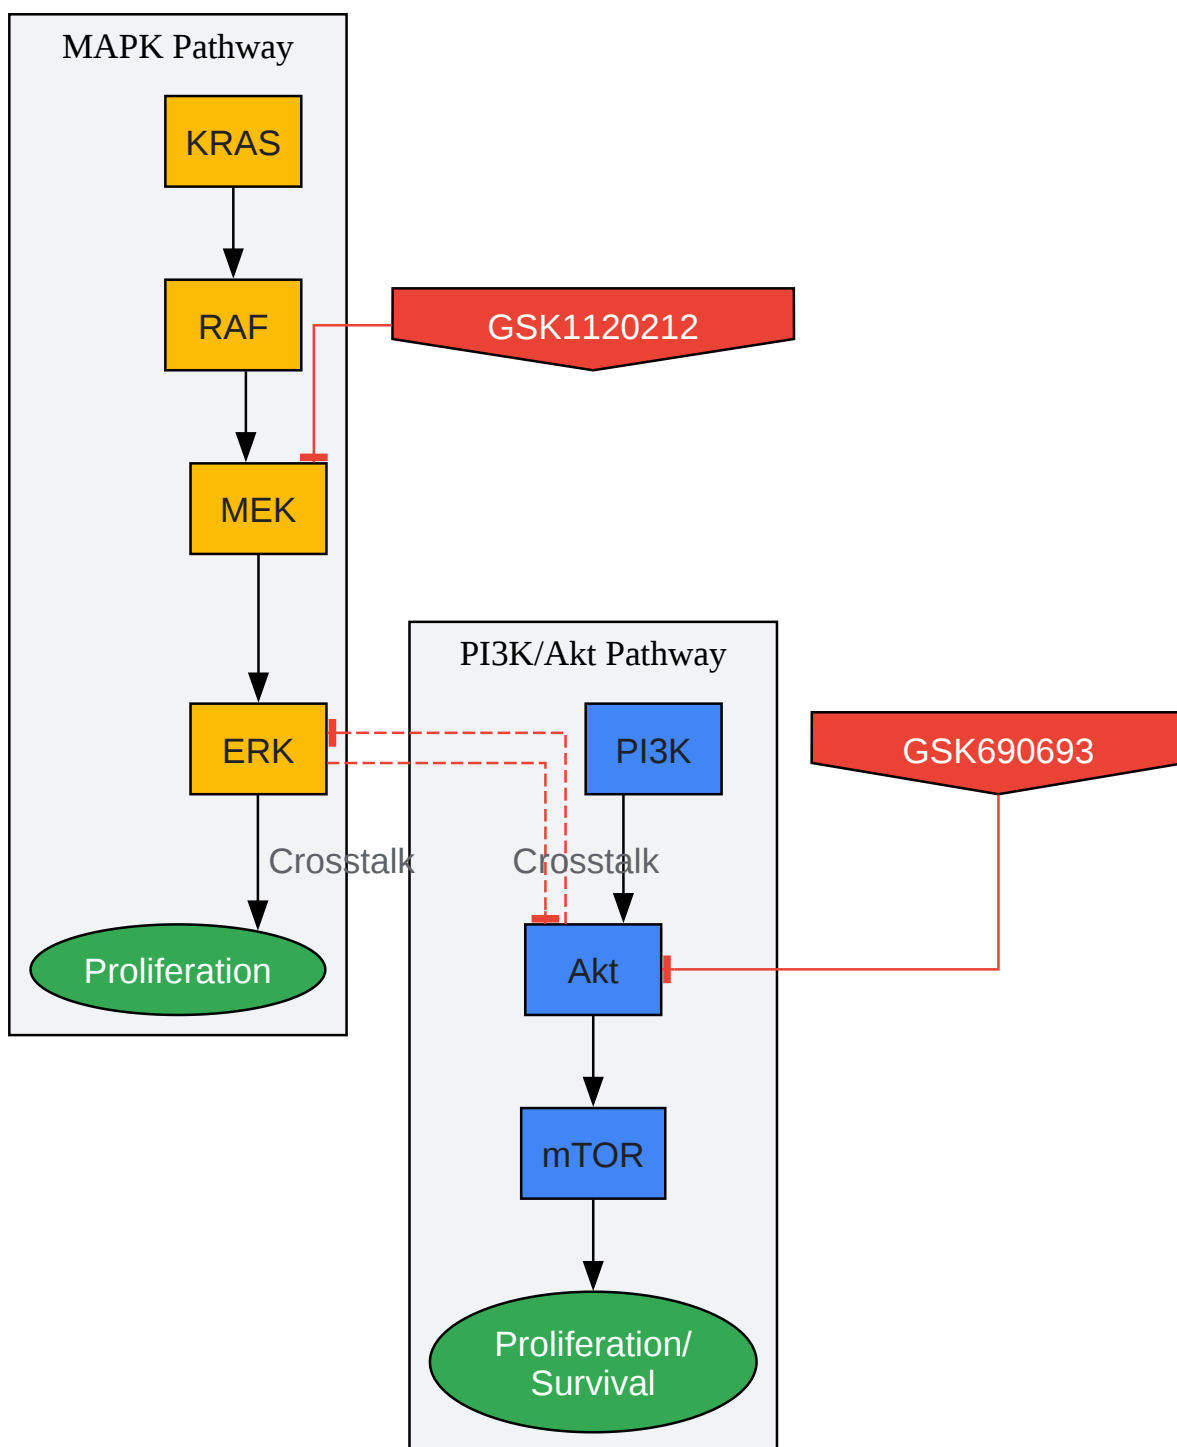 MAPK Pathway
KRAS
RAF
GSK1120212
MEK
PI3K/Akt Pathway
ERK
PI3K
GSK690693
Crosstalk
Crosstalk
Proliferation
Akt
mTOR
Proliferation/
Survival